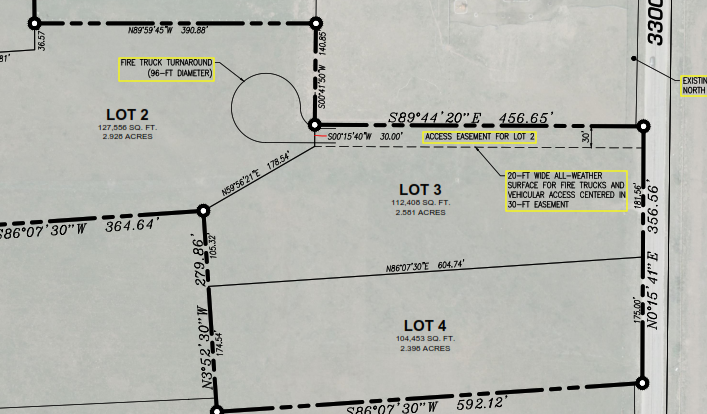 3300
N89°59'45"W 390.88'
36.57
81'
140.85'
S00°41'50"W
FIRE TRUCK TURNAROUND
(96-FT DIAMETER)
EXISTIN
NORTH
LOT 2
127,556 SQ. FT.
2.928 ACRES
S89°44'20"E 456.65'
S00°15'40"W 30.00'
ACCESS EASEMENT FOR LOT 2
30'
N59°56'21"E 178.54'
20-FT WIDE ALL-WEATHER
SURFACE FOR FIRE TRUCKS AND
VEHICULAR ACCESS CENTERED IN
30-FT EASEMENT
LOT 3
112,408 SQ. FT.
2.581 ACRES
181.56'
356.56'
N0°15'41"E
S86°07'30"W 364.64'
279.86'
105.32'
N86°07'30"E 604.74'
175.00'
LOT 4
104,453 SQ. FT.
2.398 ACRES
N3°52'30"W
174.54'
S86°07'30"W 592.12'